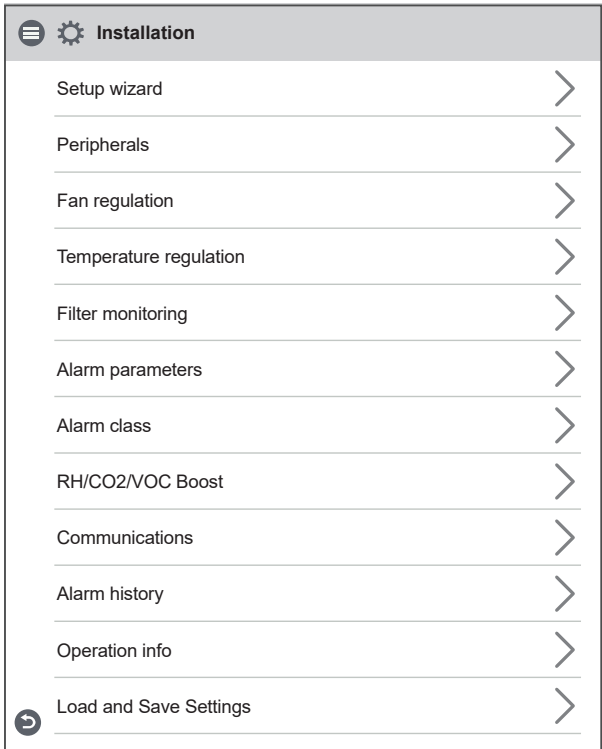 Installation
Setup wizard
Peripherals
Fan regulation
Temperature regulation
Filter monitoring
Alarm parameters
Alarm class
RH/CO2/VOC Boost
Communications
Alarm history
Operation info
Load and Save Settings